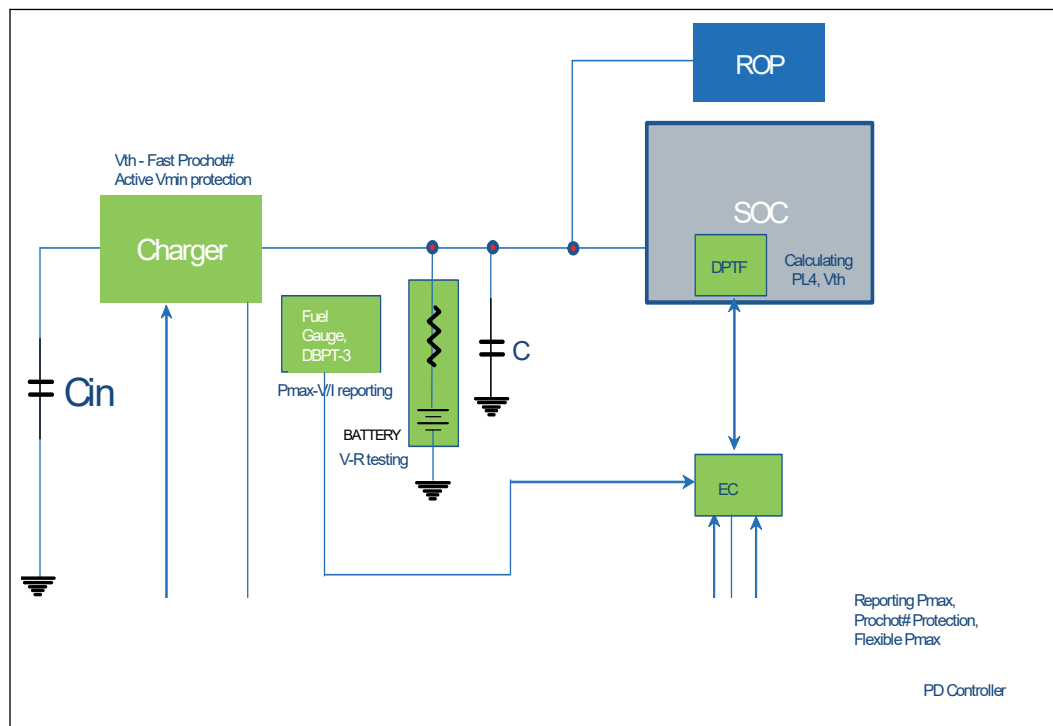 ROP
Vth - Fast Prochot#
Active Vmin protection
Charger
SOC
DPTF
Calculating
PL4, Vth
Fuel
Gauge,
DBPT-3
Pmax-V/I reporting
C
Cin
BATTERY
V-R testing
EC
Reporting Pmax,
Prochot# Protection,
Flexible Pmax
PD Controller